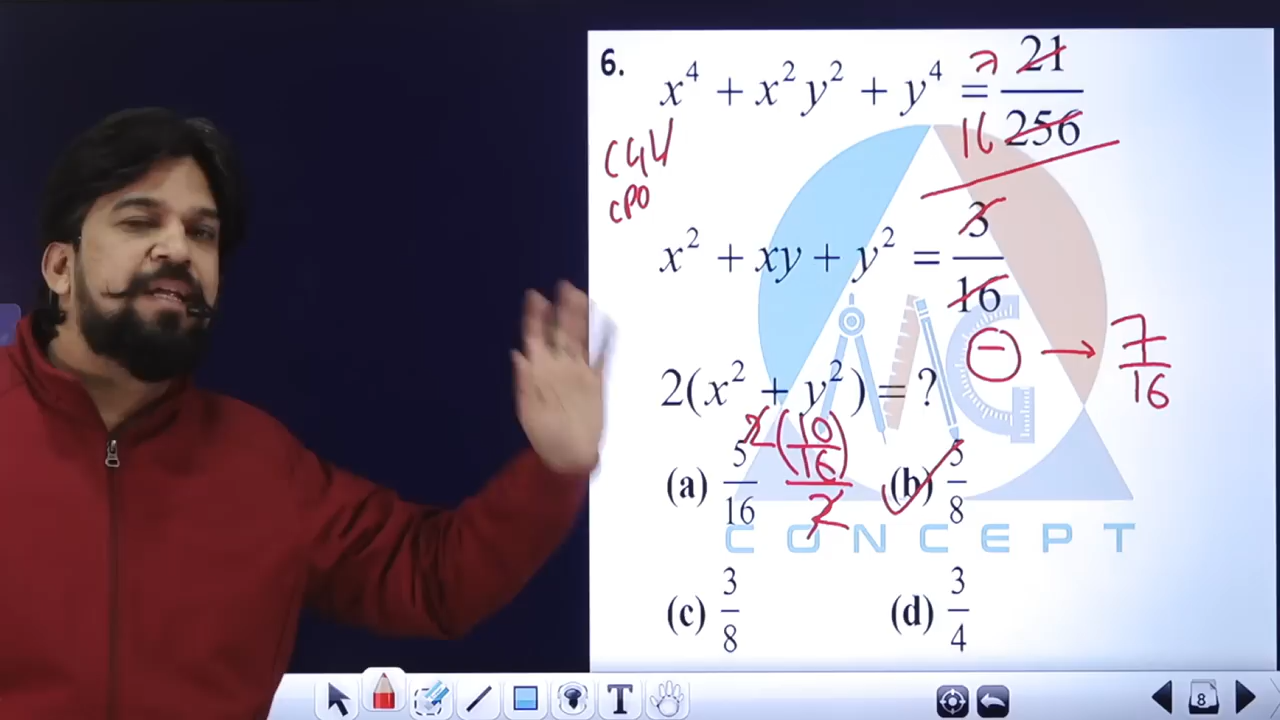 6.
x⁴ + x²y² + y⁴ = 21/256
7
16
CGL
CPO
x² + xy + y² = 3/16
− → 7/16
2(x² + y²) = ?
2(10/16)/2
(a) 5/16 (b) 5/8
CONCEPT
(c) 3/8 (d) 3/4
T
8